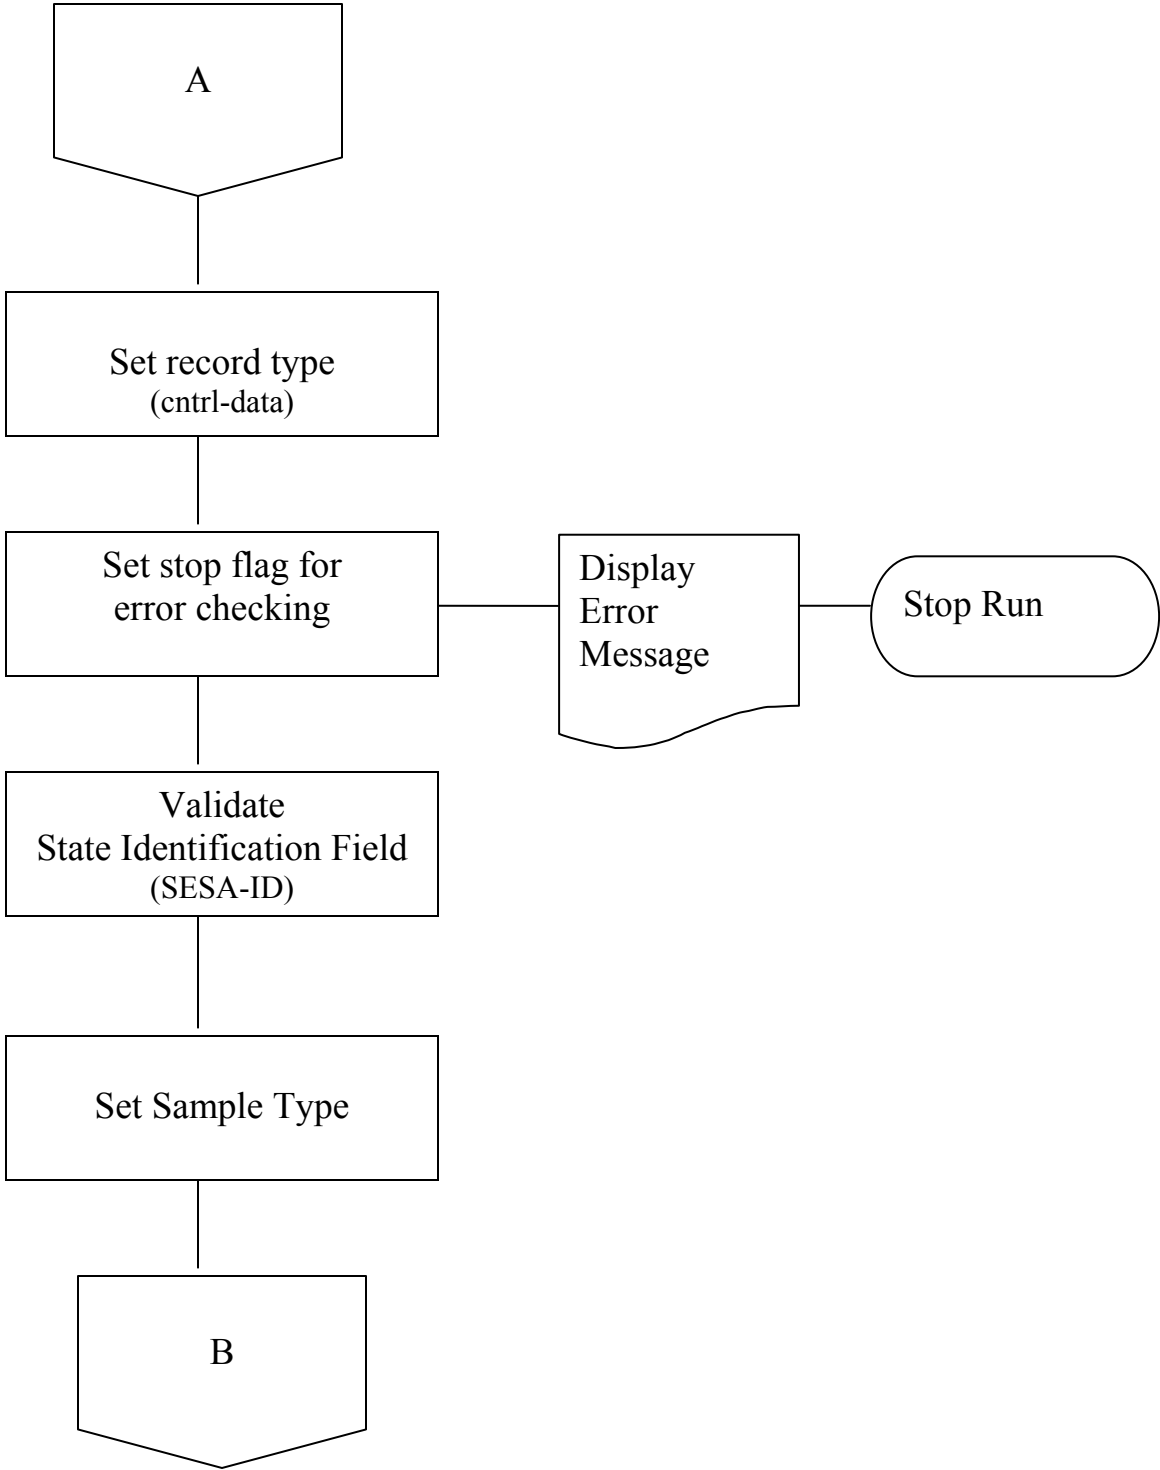 A
Set record type
(cntrl-data)
Set stop flag for
error checking
Display
Error
Message
Stop Run
Validate
State Identification Field
(SESA-ID)
Set Sample Type
B